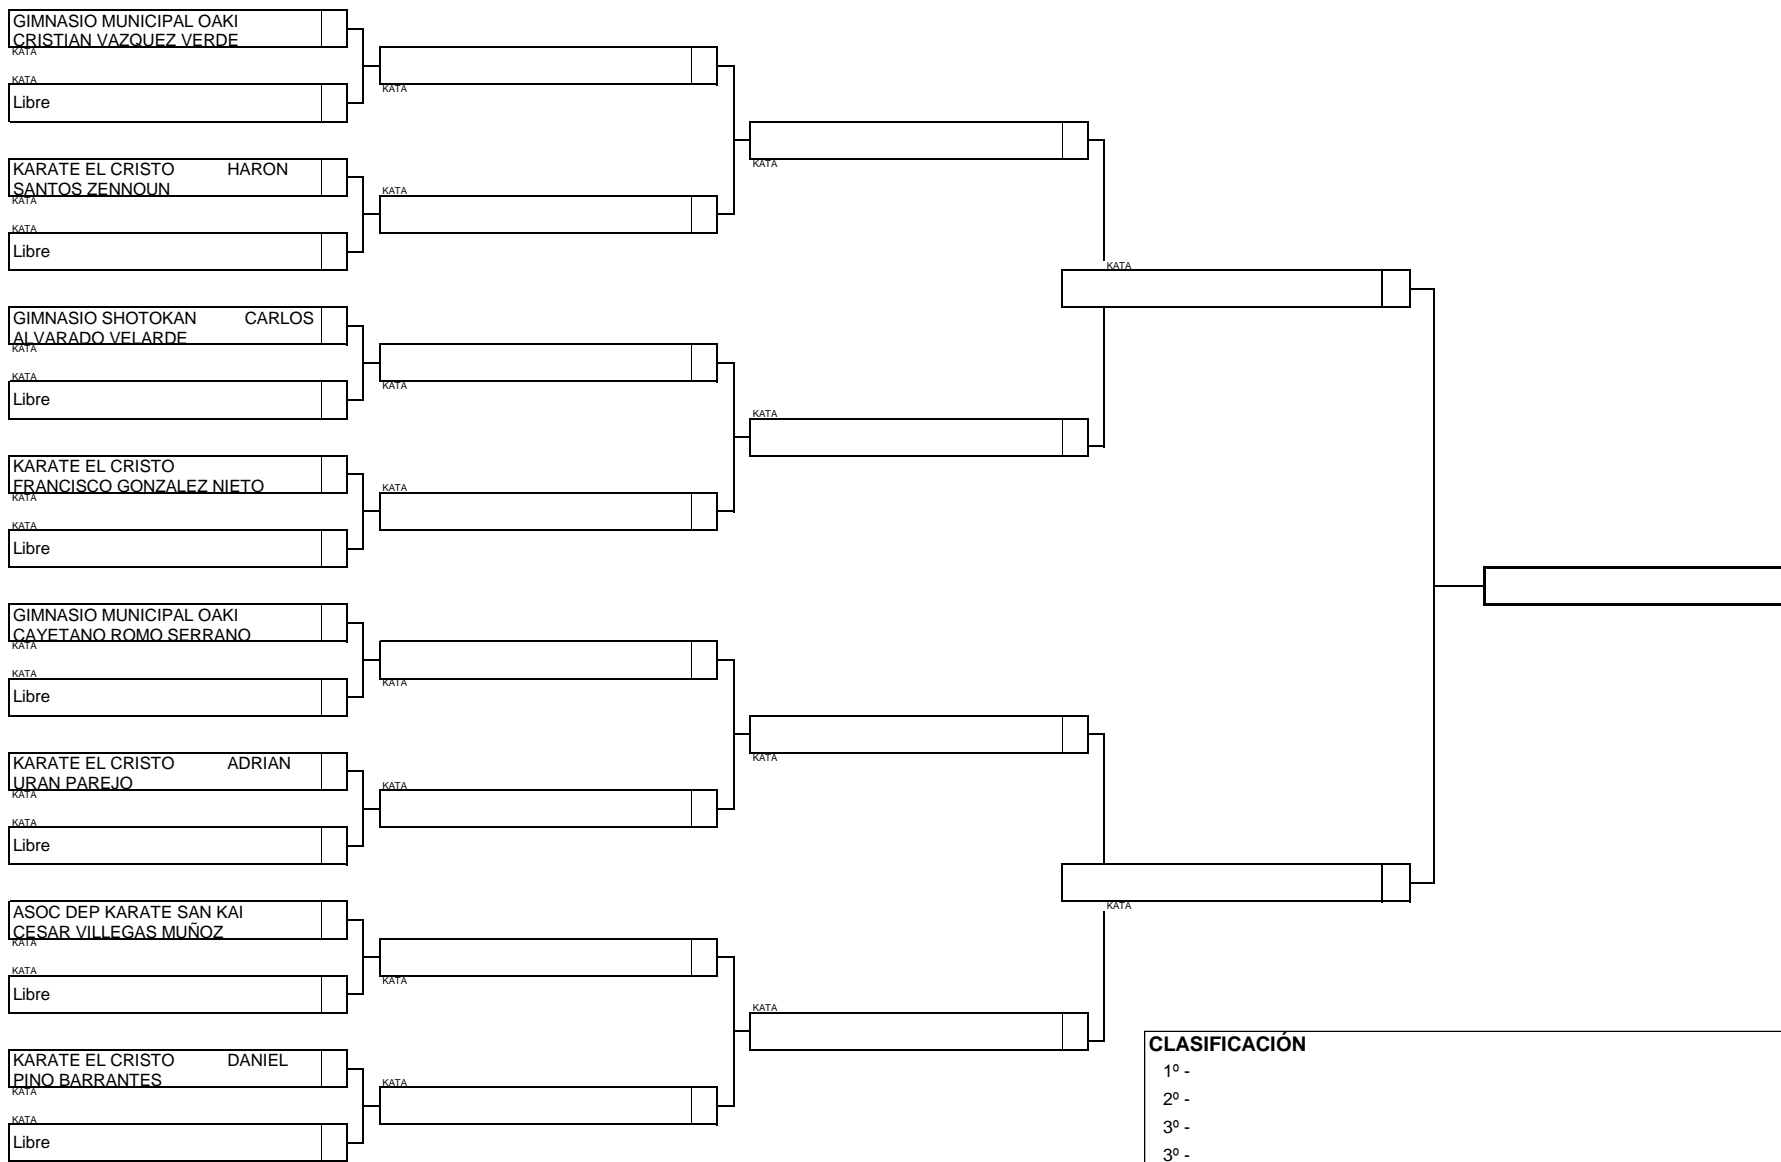 GIMNASIO MUNICIPAL OAKI
CRISTIAN VAZQUEZ VERDE
KATA
KATA
Libre
KARATE EL CRISTO HARON
SANTOS ZENNOUN
KATA
KATA
Libre
GIMNASIO SHOTOKAN CARLOS
ALVARADO VELARDE
KATA
KATA
Libre
KARATE EL CRISTO
FRANCISCO GONZALEZ NIETO
KATA
KATA
Libre
GIMNASIO MUNICIPAL OAKI
CAYETANO ROMO SERRANO
KATA
KATA
Libre
KARATE EL CRISTO ADRIAN
URAN PAREJO
KATA
KATA
Libre
ASOC DEP KARATE SAN KAI
CESAR VILLEGAS MUÑOZ
KATA
KATA
Libre
KARATE EL CRISTO DANIEL
PINO BARRANTES
KATA
KATA
Libre
KATA
KATA
KATA
KATA
KATA
KATA
KATA
KATA
KATA
KATA
KATA
KATA
KATA
KATA
CLASIFICACIÓN
1º -
2º -
3º -
3º -